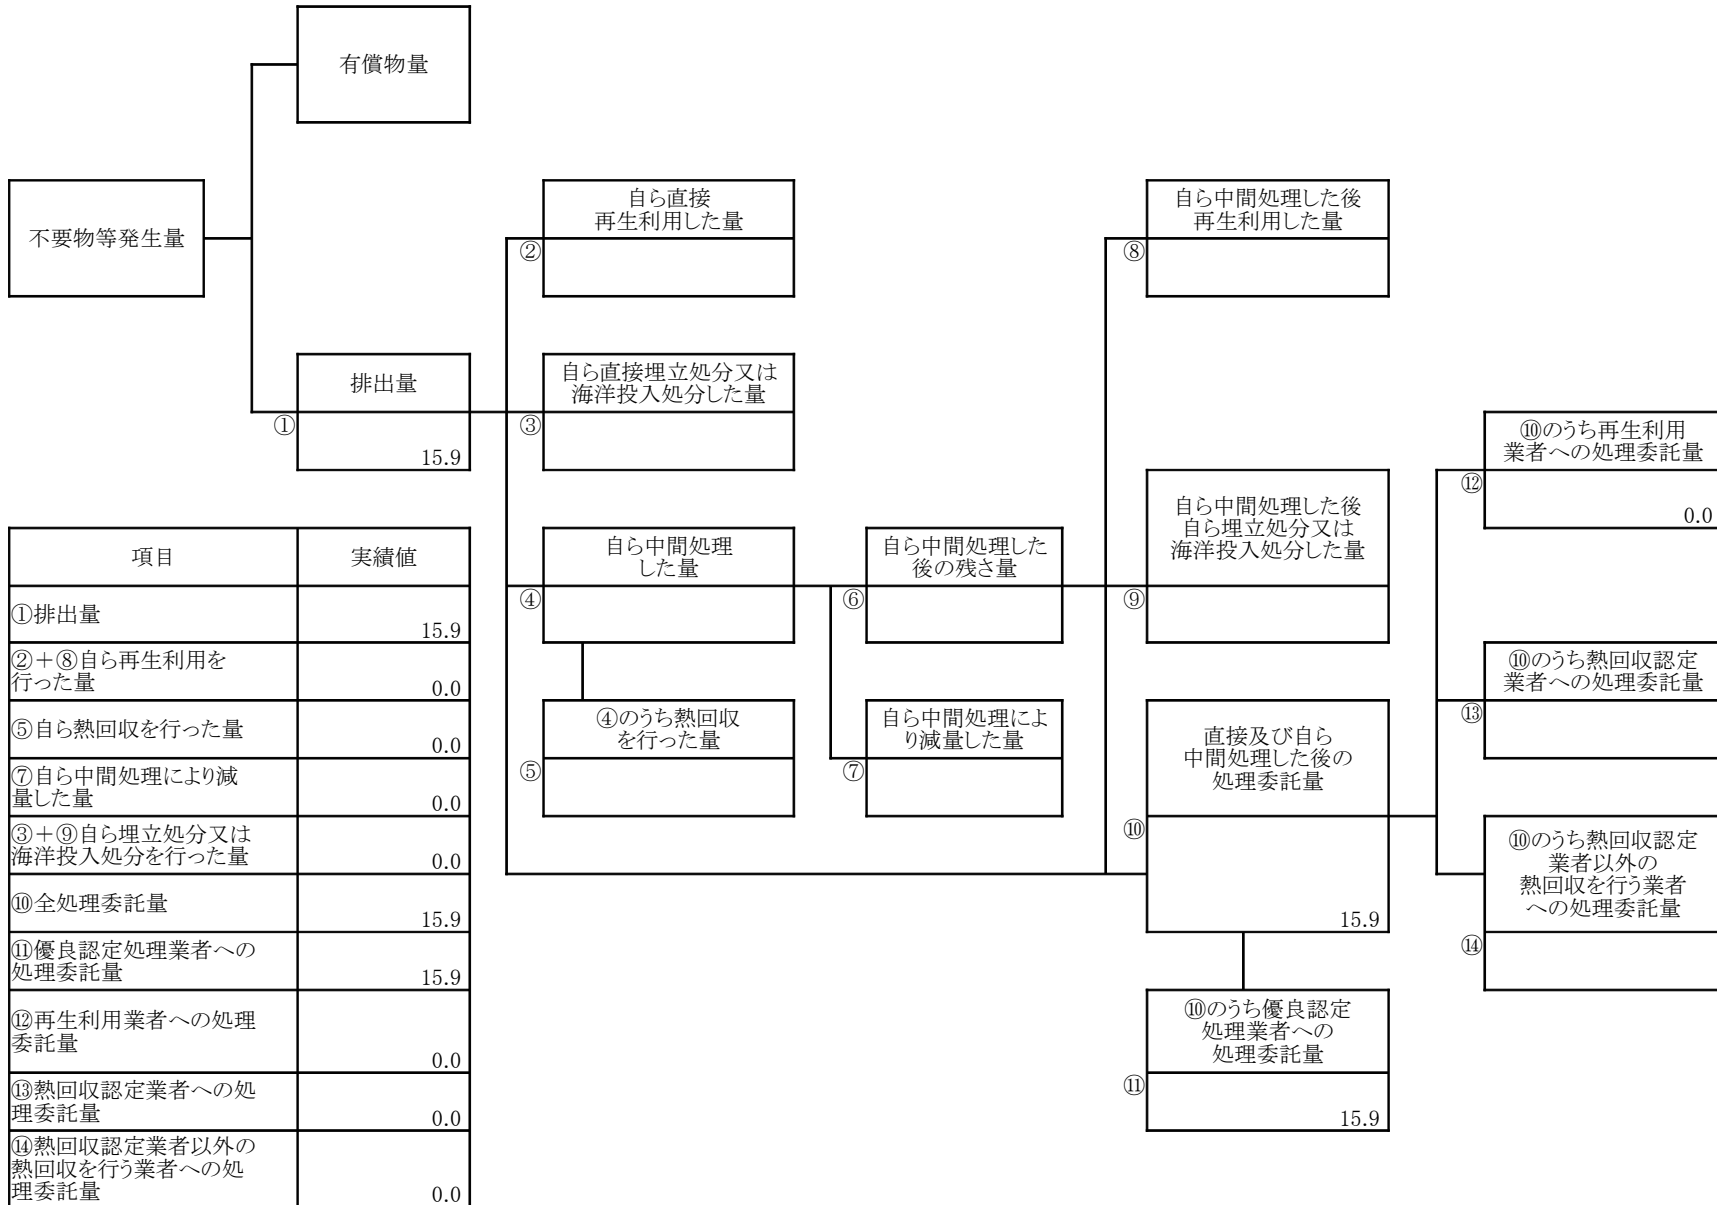 有償物量
不要物等発生量
自ら直接
再生利用した量
②
自ら中間処理した後
再生利用した量
⑧
排出量
①
15.9
自ら直接埋立処分又は
海洋投入処分した量
③
⑩のうち再生利用
業者への処理委託量
⑫
0.0
自ら中間処理した後
自ら埋立処分又は
海洋投入処分した量
⑨
自ら中間処理
した量
④
自ら中間処理した
後の残さ量
⑥
⑩のうち熱回収認定
業者への処理委託量
⑬
④のうち熱回収
を行った量
⑤
自ら中間処理によ
り減量した量
⑦
直接及び自ら
中間処理した後の
処理委託量
⑩
15.9
⑩のうち熱回収認定
業者以外の
熱回収を行う業者
への処理委託量
⑭
⑩のうち優良認定
処理業者への
処理委託量
⑪
15.9
項目 実績値
①排出量
15.9
②+⑧自ら再生利用を
行った量
0.0
⑤自ら熱回収を行った量
0.0
⑦自ら中間処理により減
量した量
0.0
③+⑨自ら埋立処分又は
海洋投入処分を行った量
0.0
⑩全処理委託量
15.9
⑪優良認定処理業者への
処理委託量
15.9
⑫再生利用業者への処理
委託量
0.0
⑬熱回収認定業者への処
理委託量
0.0
⑭熱回収認定業者以外の
熱回収を行う業者への処
理委託量
0.0